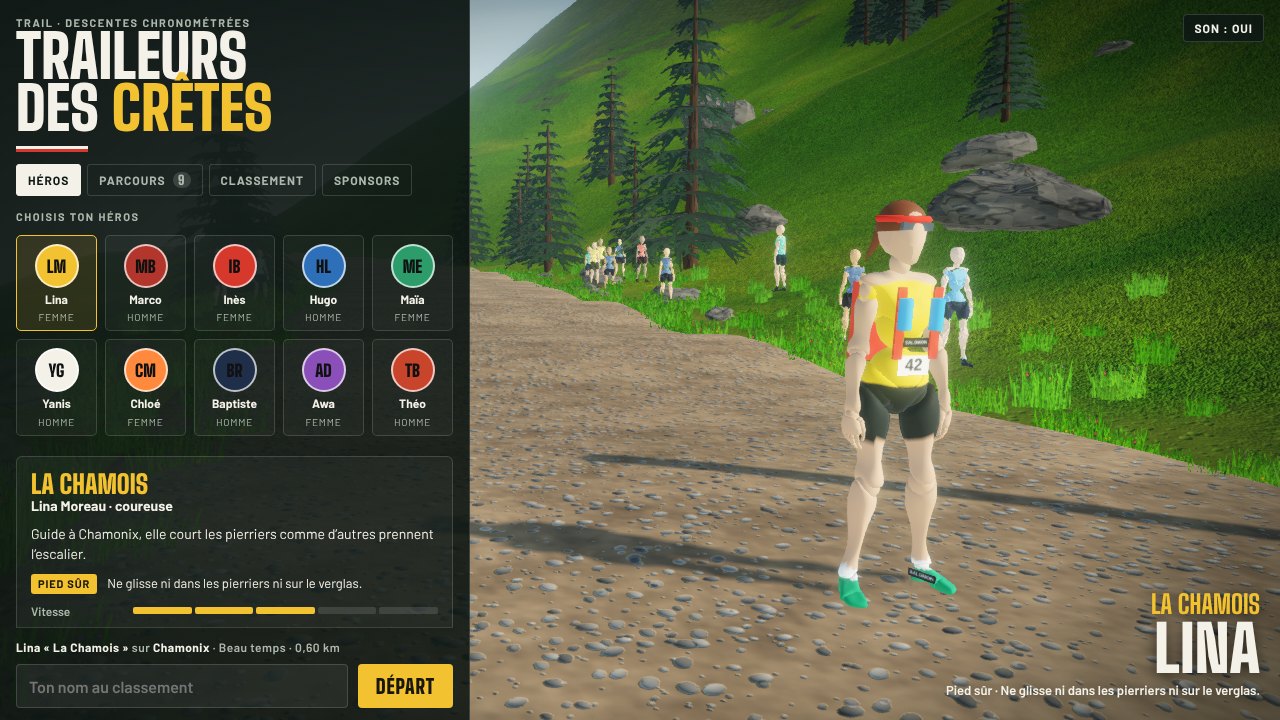 TRAIL · DESCENTES CHRONOMÉTRÉES
TRAILEURS
DES CRÊTES
HÉROS
PARCOURS 9
CLASSEMENT
SPONSORS
SON : OUI
CHOISIS TON HÉROS
LM
Lina
FEMME
MB
Marco
HOMME
IB
Inès
FEMME
HL
Hugo
HOMME
ME
Maïa
FEMME
YG
Yanis
HOMME
CM
Chloé
FEMME
BR
Baptiste
HOMME
AD
Awa
FEMME
TB
Théo
HOMME
LA CHAMOIS
Lina Moreau · coureuse
Guide à Chamonix, elle court les pierriers comme d’autres prennent
l’escalier.
PIED SÛR Ne glisse ni dans les pierriers ni sur le verglas.
Vitesse
Lina « La Chamois » sur Chamonix · Beau temps · 0,60 km
Ton nom au classement
DÉPART
SALOMON
42
SALOMON
LA CHAMOIS
LINA
Pied sûr · Ne glisse ni dans les pierriers ni sur le verglas.